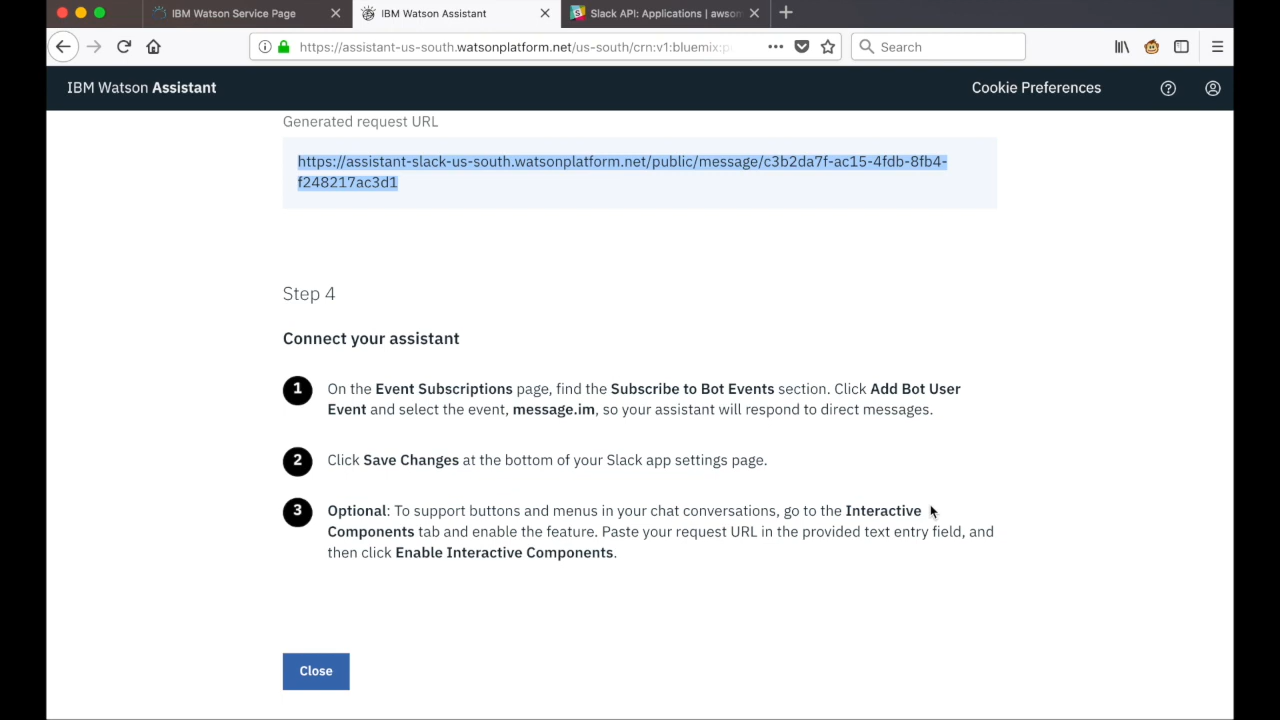 IBM Watson Service Page
IBM Watson Assistant
Slack API: Applications | awsom
https://assistant-us-south.watsonplatform.net/us-south/crn:v1:bluemix:p
Search
IBM Watson Assistant
Cookie Preferences
Generated request URL
https://assistant-slack-us-south.watsonplatform.net/public/message/c3b2da7f-ac15-4fdb-8fb4-
f248217ac3d1
Step 4
Connect your assistant
1
On the Event Subscriptions page, find the Subscribe to Bot Events section. Click Add Bot User
Event and select the event, message.im, so your assistant will respond to direct messages.
2
Click Save Changes at the bottom of your Slack app settings page.
3
Optional: To support buttons and menus in your chat conversations, go to the Interactive
Components tab and enable the feature. Paste your request URL in the provided text entry field, and
then click Enable Interactive Components.
Close